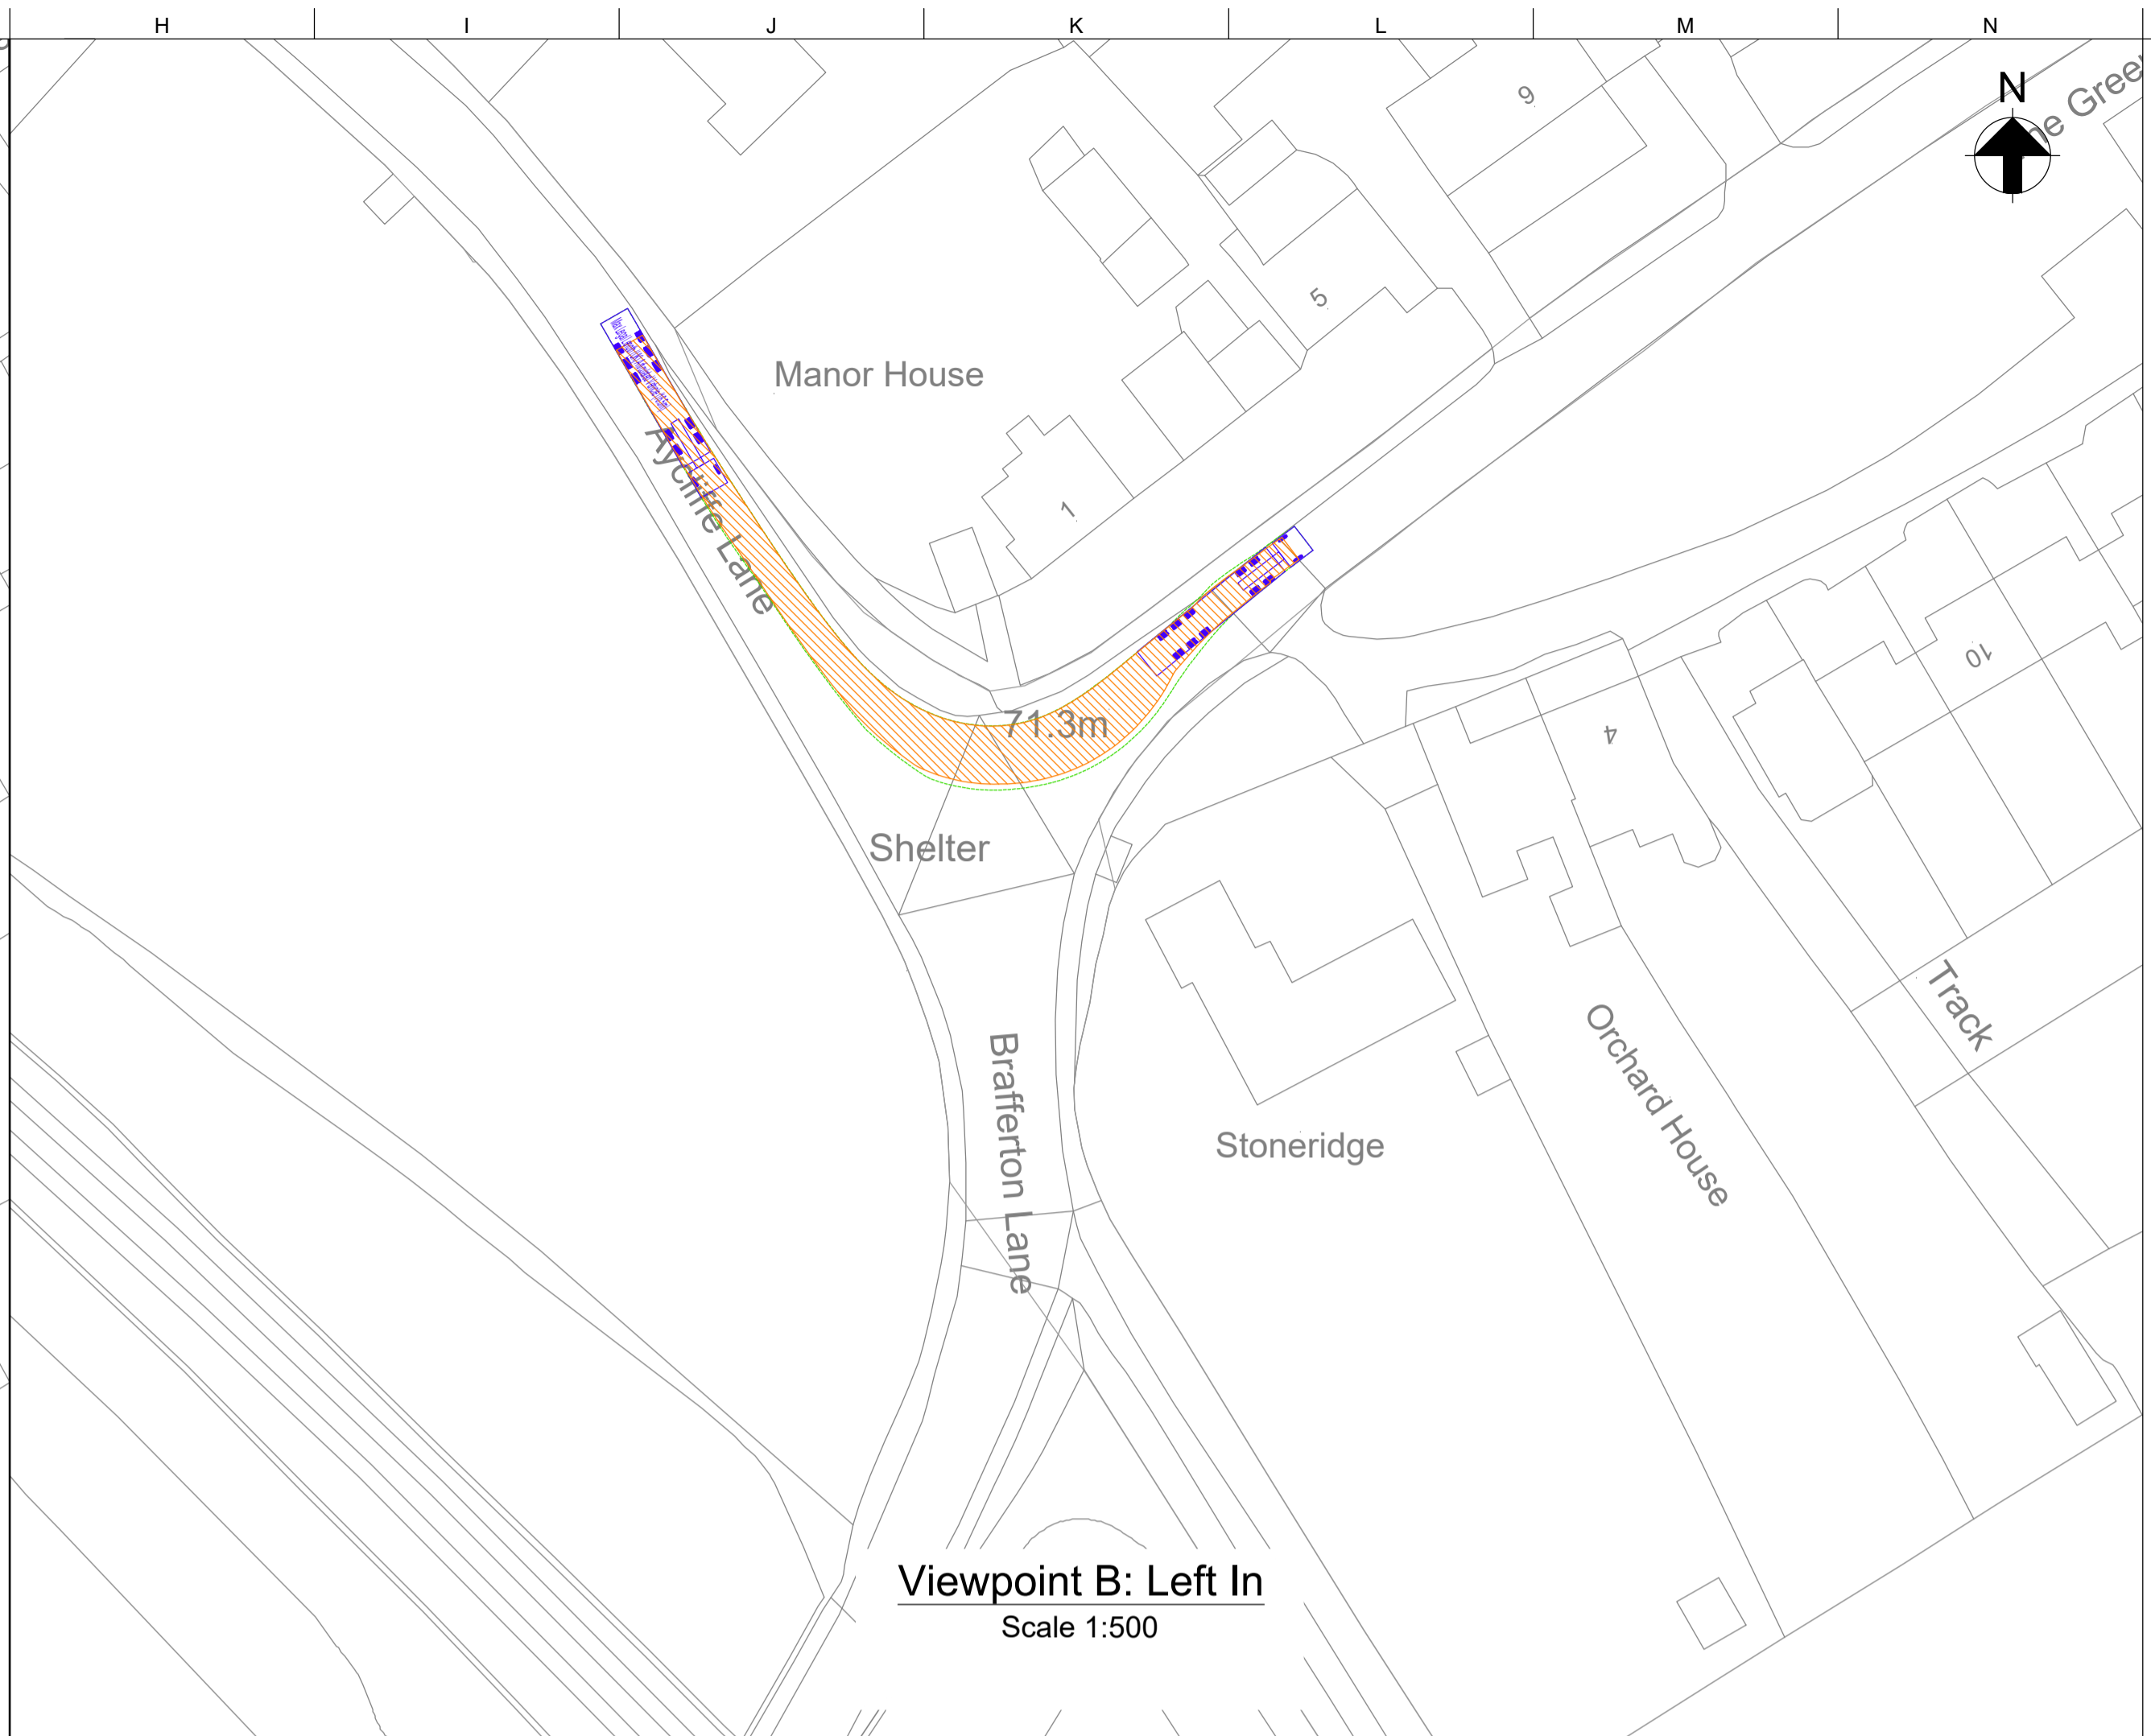 H I J K L M N
N
9
5
Manor House
Aycliffe Lane
1
10
71.3m
4
Shelter
Track
Orchard House
Brafferton Lane
Stoneridge
Viewpoint B: Left In
Scale 1:500